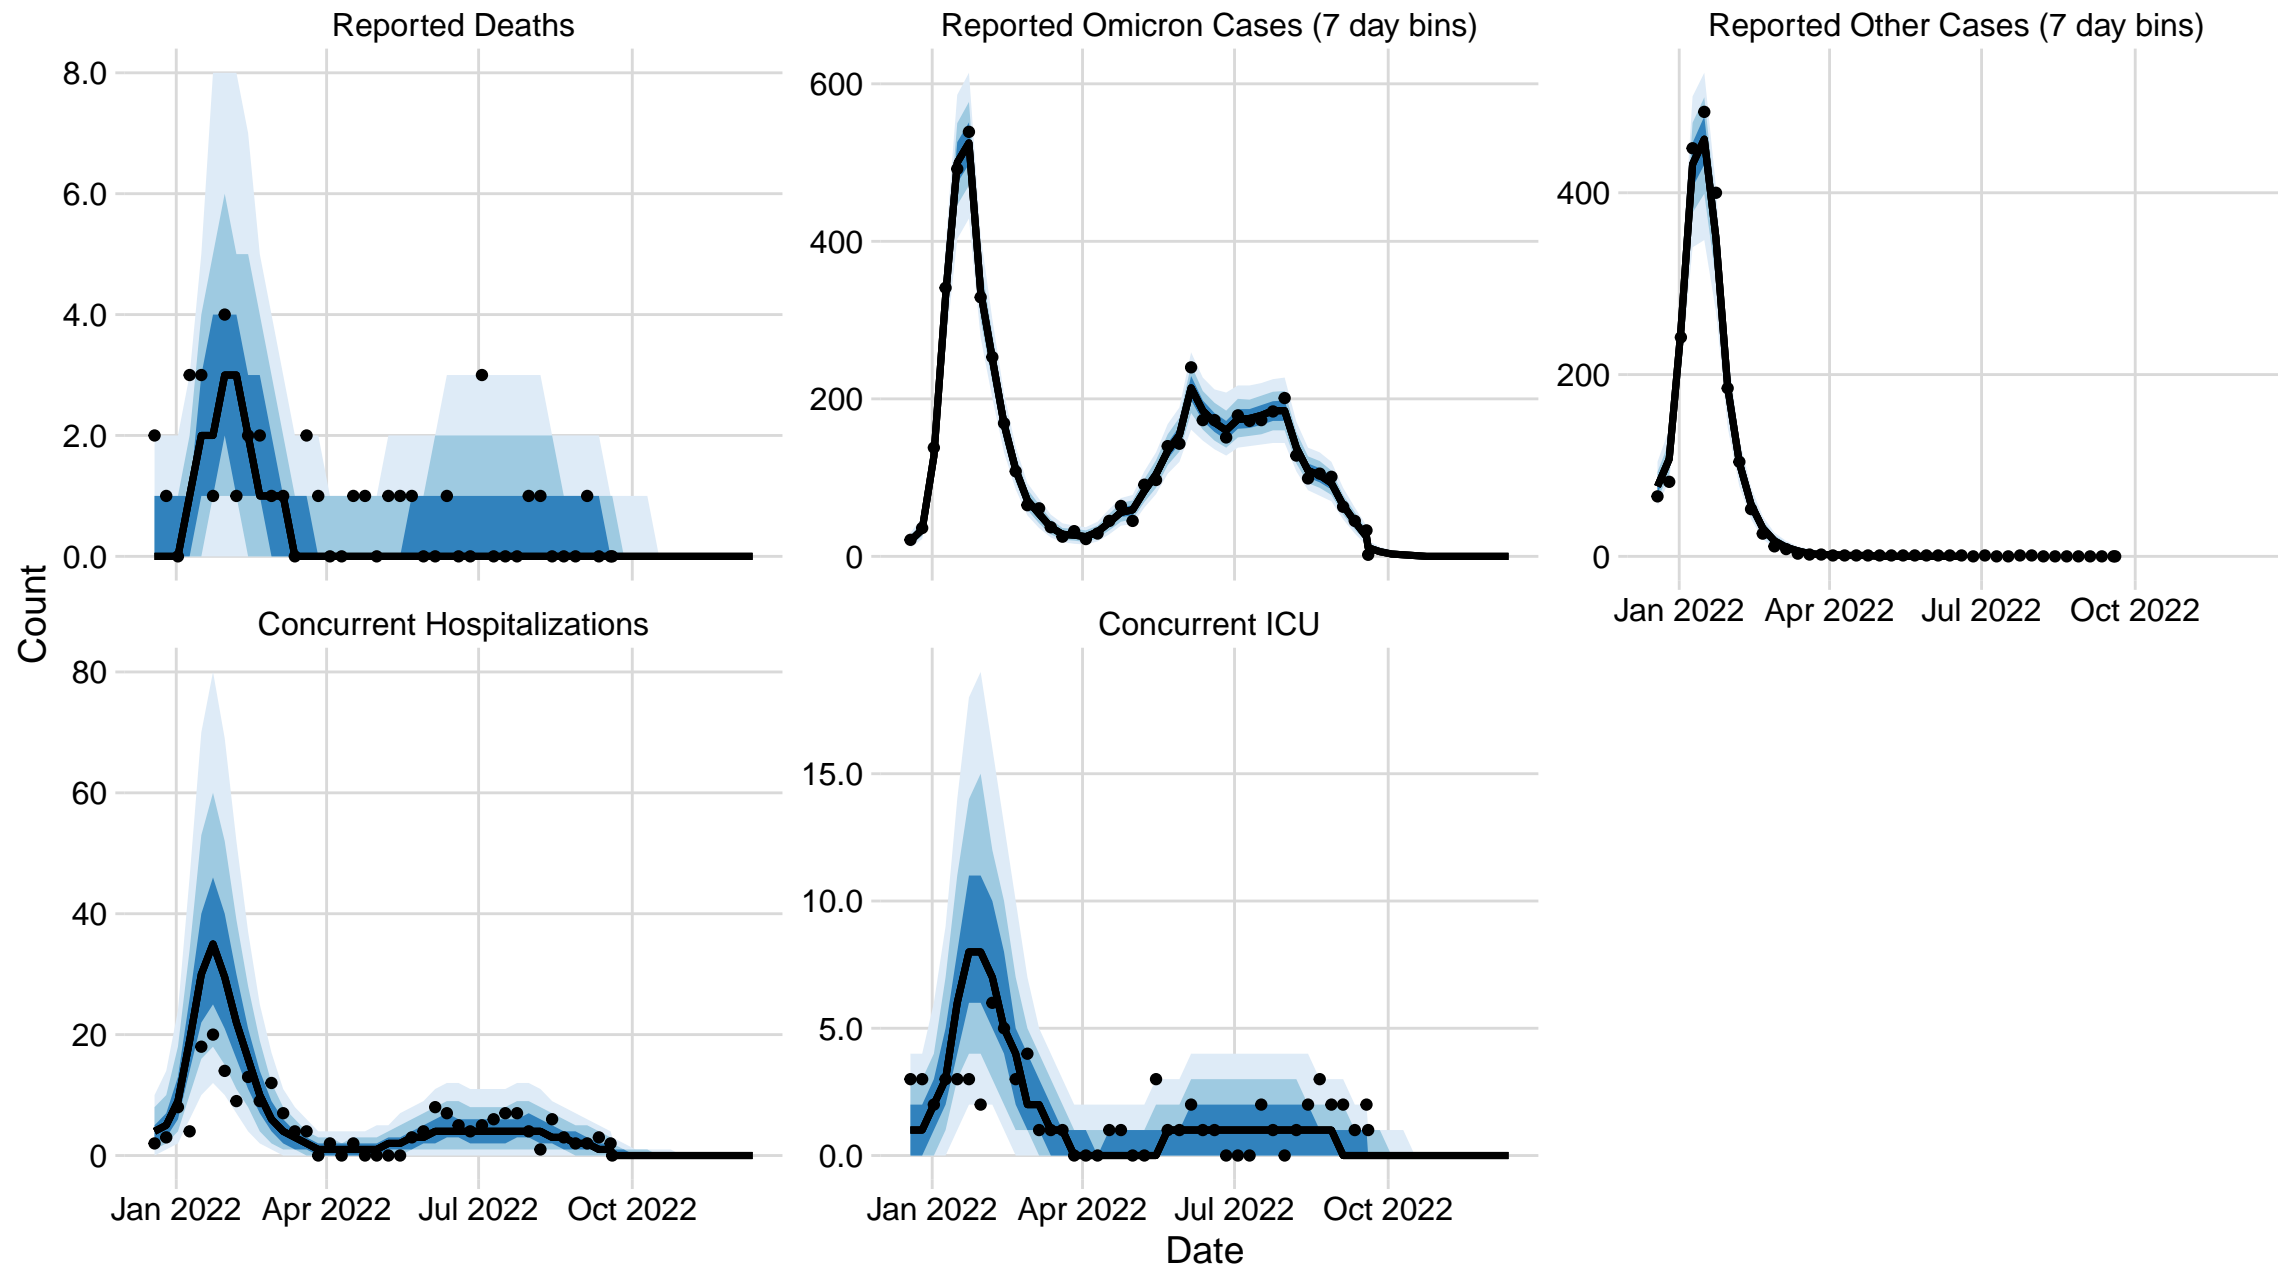 Reported Deaths
Reported Omicron Cases (7 day bins)
Reported Other Cases (7 day bins)
8.0
6.0
4.0
2.0
0.0
600
400
200
0
400
200
0
Jan 2022 Apr 2022 Jul 2022 Oct 2022
Count
Concurrent Hospitalizations
Concurrent ICU
80
60
40
20
0
15.0
10.0
5.0
0.0
Jan 2022 Apr 2022 Jul 2022 Oct 2022
Jan 2022 Apr 2022 Jul 2022 Oct 2022
Date